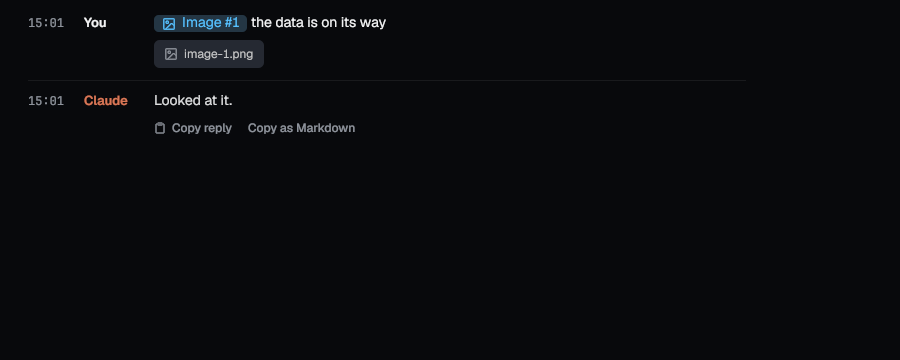 15:01 You Image #1 the data is on its way
image-1.png
15:01 Claude Looked at it.
Copy reply Copy as Markdown